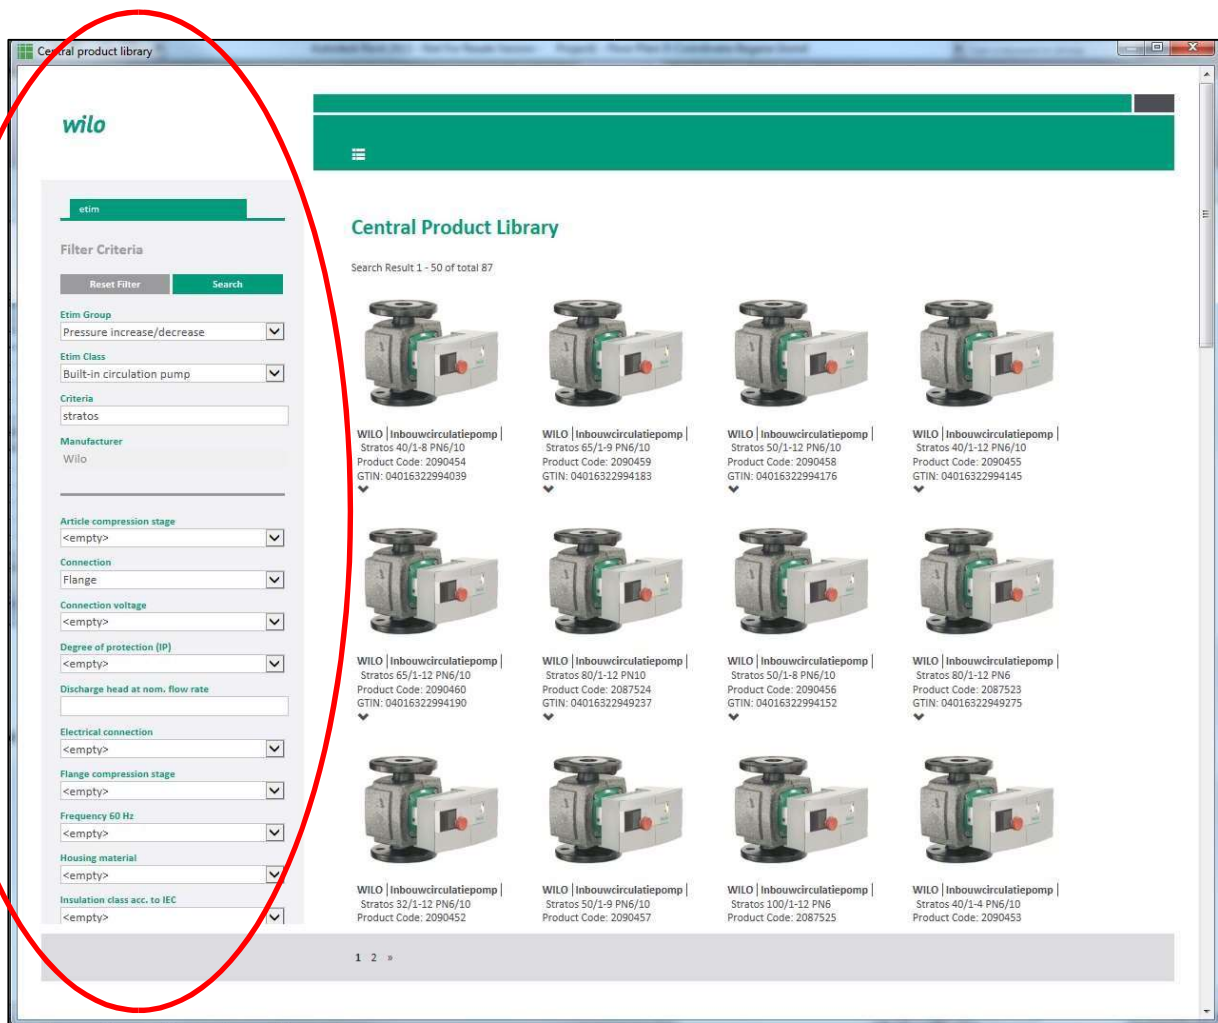 Central product library
wilo
etim
Filter Criteria
Reset Filter
Search
Etim Group
Pressure increase/decrease
Etim Class
Built-in circulation pump
Criteria
stratos
Manufacturer
Wilo
Article compression stage
<empty>
Connection
Flange
Connection voltage
<empty>
Degree of protection (IP)
<empty>
Discharge head at nom. flow rate
Electrical connection
<empty>
Flange compression stage
<empty>
Frequency 60 Hz
<empty>
Housing material
<empty>
Insulation class acc. to IEC
<empty>
Central Product Library
Search Result 1 - 50 of total 87
WILO | Inbouwcirculatiepomp |
Stratos 40/1-8 PN6/10
Product Code: 2090454
GTIN: 04016322994039
WILO | Inbouwcirculatiepomp |
Stratos 65/1-9 PN6/10
Product Code: 2090459
GTIN: 04016322994183
WILO | Inbouwcirculatiepomp |
Stratos 50/1-12 PN6/10
Product Code: 2090458
GTIN: 04016322994176
WILO | Inbouwcirculatiepomp |
Stratos 40/1-12 PN6/10
Product Code: 2090455
GTIN: 04016322994145
WILO | Inbouwcirculatiepomp |
Stratos 65/1-12 PN6/10
Product Code: 2090460
GTIN: 04016322994190
WILO | Inbouwcirculatiepomp |
Stratos 80/1-12 PN10
Product Code: 2087524
GTIN: 04016322949237
WILO | Inbouwcirculatiepomp |
Stratos 50/1-8 PN6/10
Product Code: 2090456
GTIN: 04016322994152
WILO | Inbouwcirculatiepomp |
Stratos 80/1-12 PN6
Product Code: 2087523
GTIN: 04016322949275
WILO | Inbouwcirculatiepomp |
Stratos 32/1-12 PN6/10
Product Code: 2090452
WILO | Inbouwcirculatiepomp |
Stratos 50/1-9 PN6/10
Product Code: 2090457
WILO | Inbouwcirculatiepomp |
Stratos 100/1-12 PN6
Product Code: 2087525
WILO | Inbouwcirculatiepomp |
Stratos 40/1-4 PN6/10
Product Code: 2090453
1 2 »